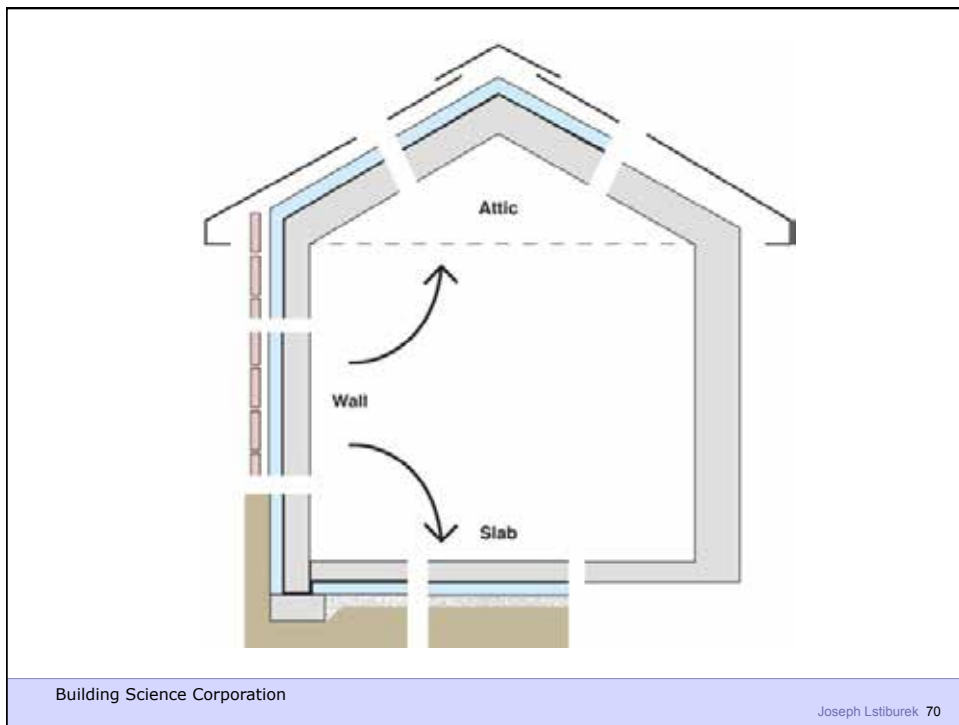 Attic
Wall
Slab
Building Science Corporation
Joseph Lstiburek 70